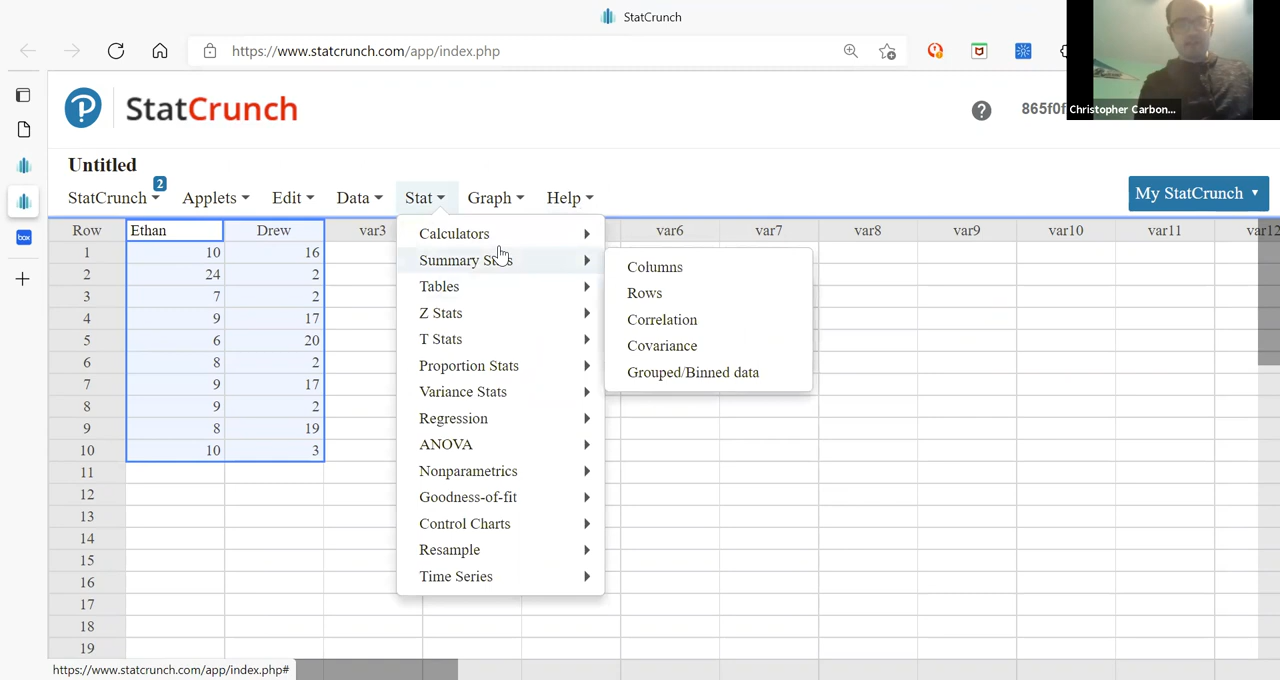 StatCrunch
https://www.statcrunch.com/app/index.php
Christopher Carbon...
StatCrunch
865f0f
Untitled
StatCrunch 2 Applets Edit Data Stat Graph Help
My StatCrunch
Row Ethan Drew var3 var6 var7 var8 var9 var10 var11 var12
1 10 16
2 24 2
3 7 2
4 9 17
5 6 20
6 8 2
7 9 17
8 9 2
9 8 19
10 10 3
11
12
13
14
15
16
17
18
19
Calculators
Summary Stats
Tables
Z Stats
T Stats
Proportion Stats
Variance Stats
Regression
ANOVA
Nonparametrics
Goodness-of-fit
Control Charts
Resample
Time Series
Columns
Rows
Correlation
Covariance
Grouped/Binned data
https://www.statcrunch.com/app/index.php#
box